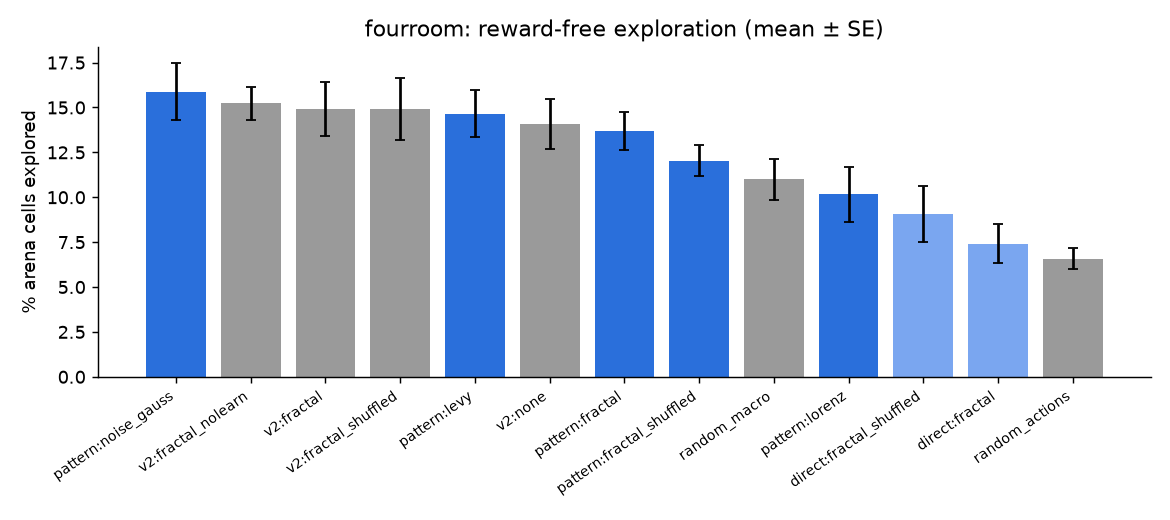 fourroom: reward-free exploration (mean ± SE)
% arena cells explored
17.5
15.0
12.5
10.0
7.5
5.0
2.5
0.0
pattern:noise_gauss
v2:fractal_nolearn
v2:fractal
v2:fractal_shuffled
pattern:levy
v2:none
pattern:fractal
pattern:fractal_shuffled
random_macro
pattern:lorenz
direct:fractal_shuffled
direct:fractal
random_actions